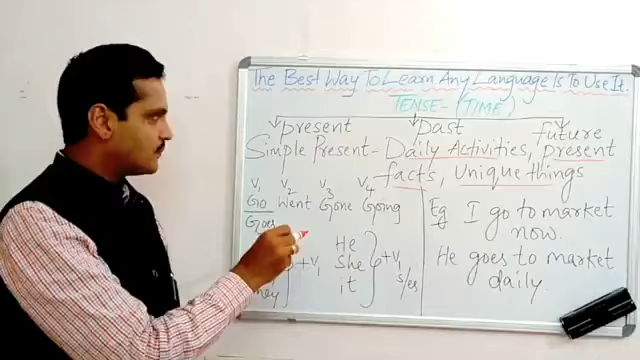 The Best Way To Learn Any Language Is To Use It.
TENSE- (TIME)
present Past future
Simple Present- Daily Activities, Present
facts, Unique things
V1 V2 V3 V4
Go Went Gone Going
Goes
Eg I go to market
now.
He goes to market
daily.
He
She
it
+V1
+V1
s/es